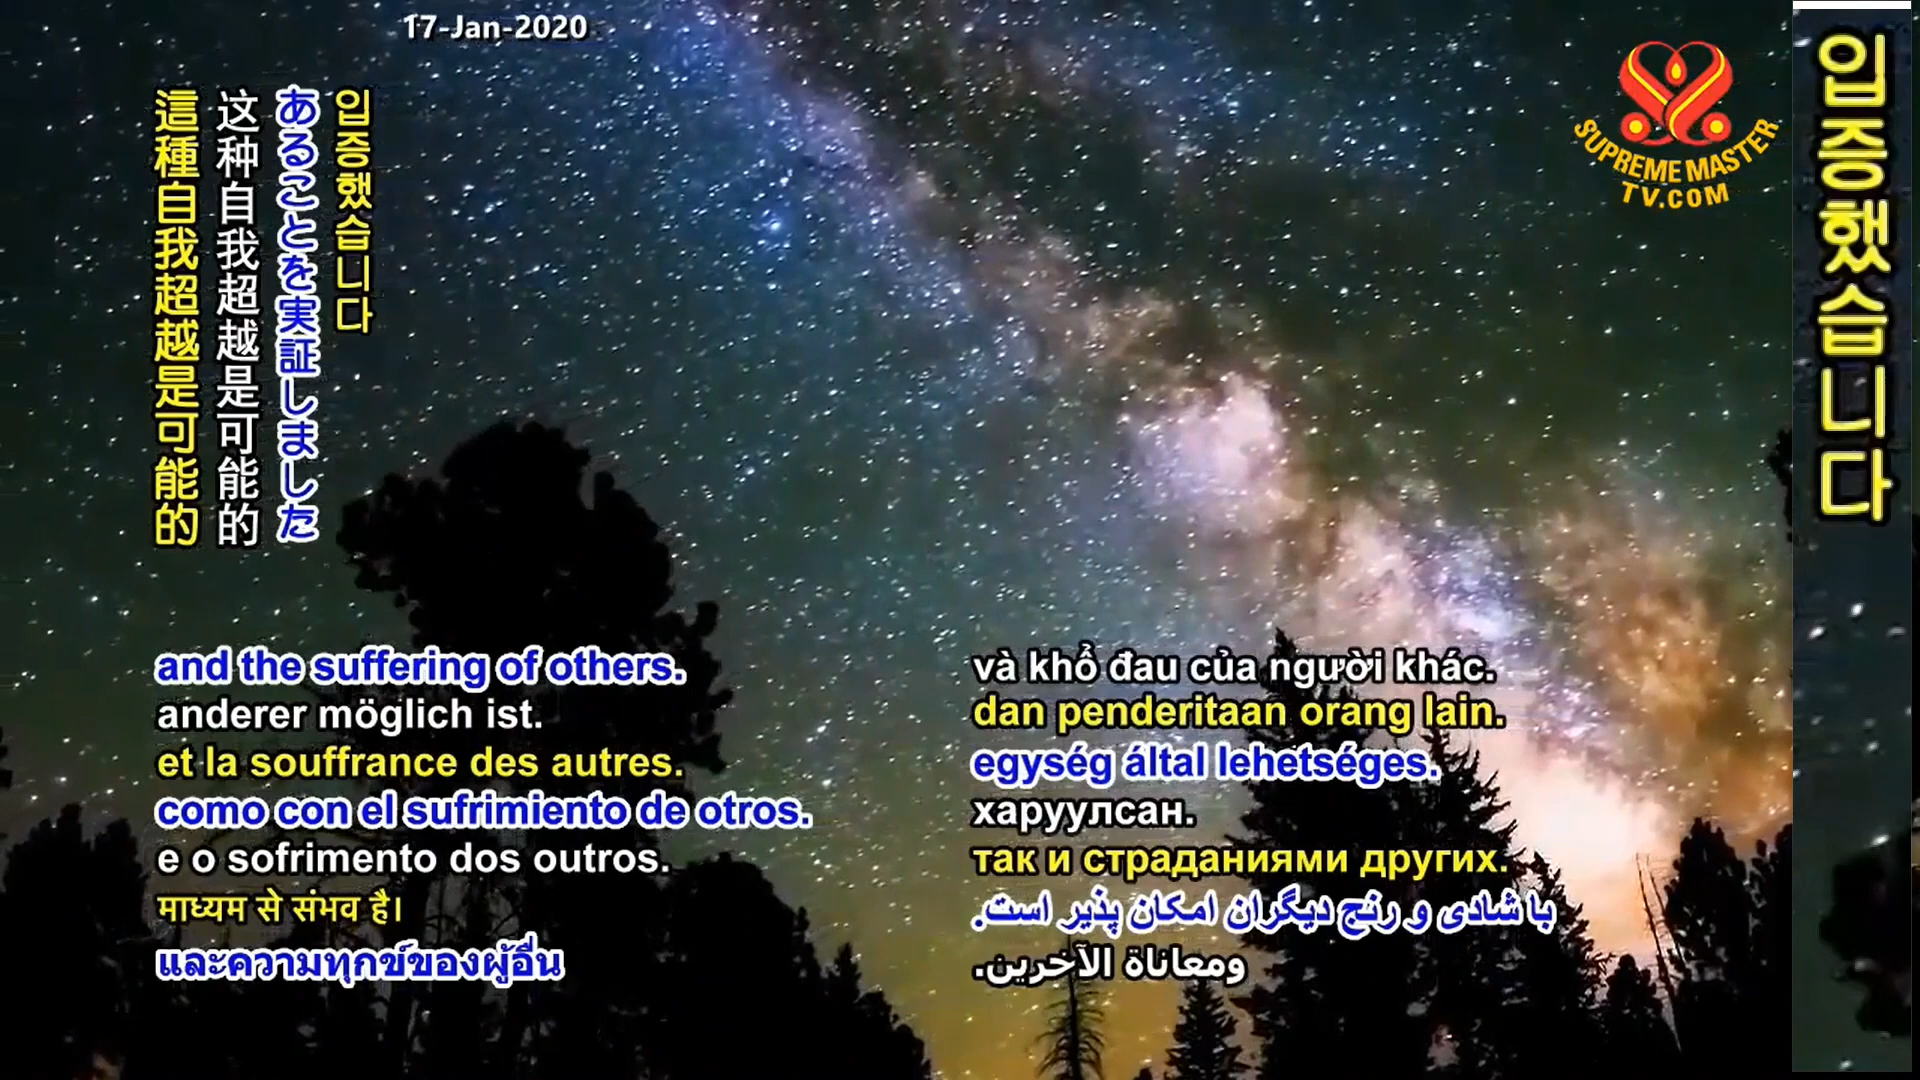 17-Jan-2020
SUPREME MASTER
TV.COM
입증했습니다
입증했습니다
あることを実証しました
这种自我超越是可能的
這種自我超越是可能的
and the suffering of others.
anderer möglich ist.
et la souffrance des autres.
como con el sufrimiento de otros.
e o sofrimento dos outros.
माध्यम से संभव है।
และความทุกข์ของผู้อื่น
và khổ đau của người khác.
dan penderitaan orang lain.
egység által lehetséges.
харуулсан.
так и страданиями других.
با شادی و رنج دیگران امکان پذیر است.
ومعاناة الآخرين.